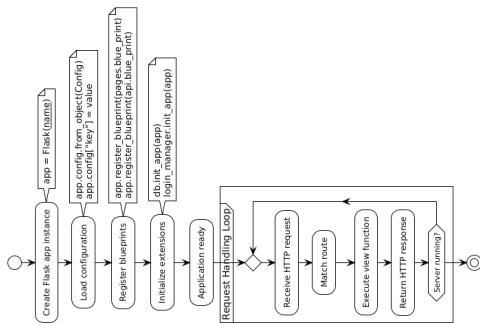 app = Flask(name)
Create Flask app instance
app.config.from_object(Config)
app.config["key"] = value
Load configuration
app.register_blueprint(pages.blue_print)
app.register_blueprint(api.blue_print)
Register blueprints
db.init_app(app)
login_manager.init_app(app)
Initialize extensions
Application ready
Request Handling Loop
Receive HTTP request
Match route
Execute view function
Return HTTP response
Server running?